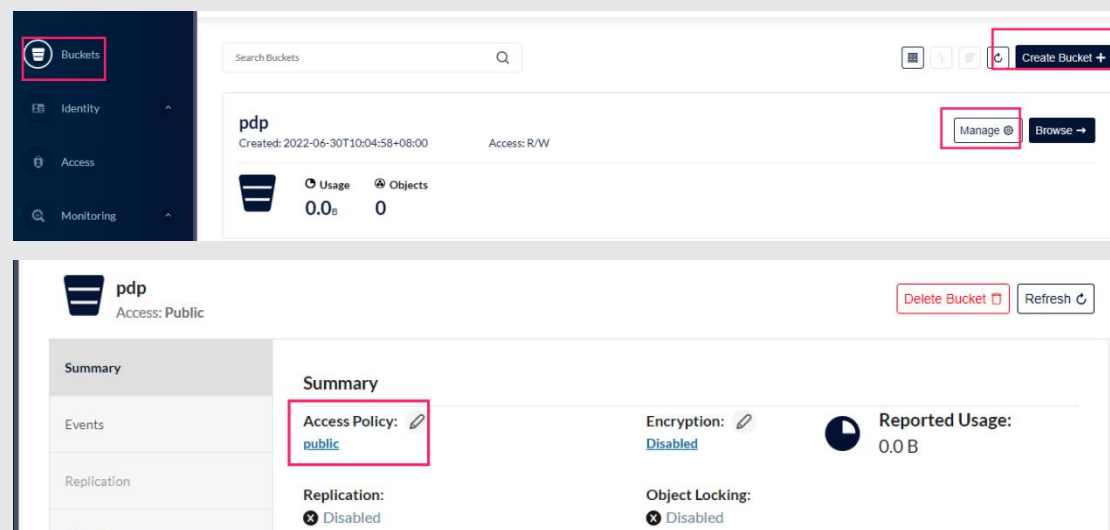 Buckets
Search Buckets
Create Bucket +
Identity
pdp
Created: 2022-06-30T10:04:58+08:00 Access: R/W
Manage
Browse →
Access
Usage Objects
0.0 B 0
Monitoring
pdp
Access: Public
Delete Bucket
Refresh
Summary
Summary
Events
Access Policy:
public
Encryption:
Disabled
Reported Usage:
0.0 B
Replication
Replication:
Disabled
Object Locking:
Disabled